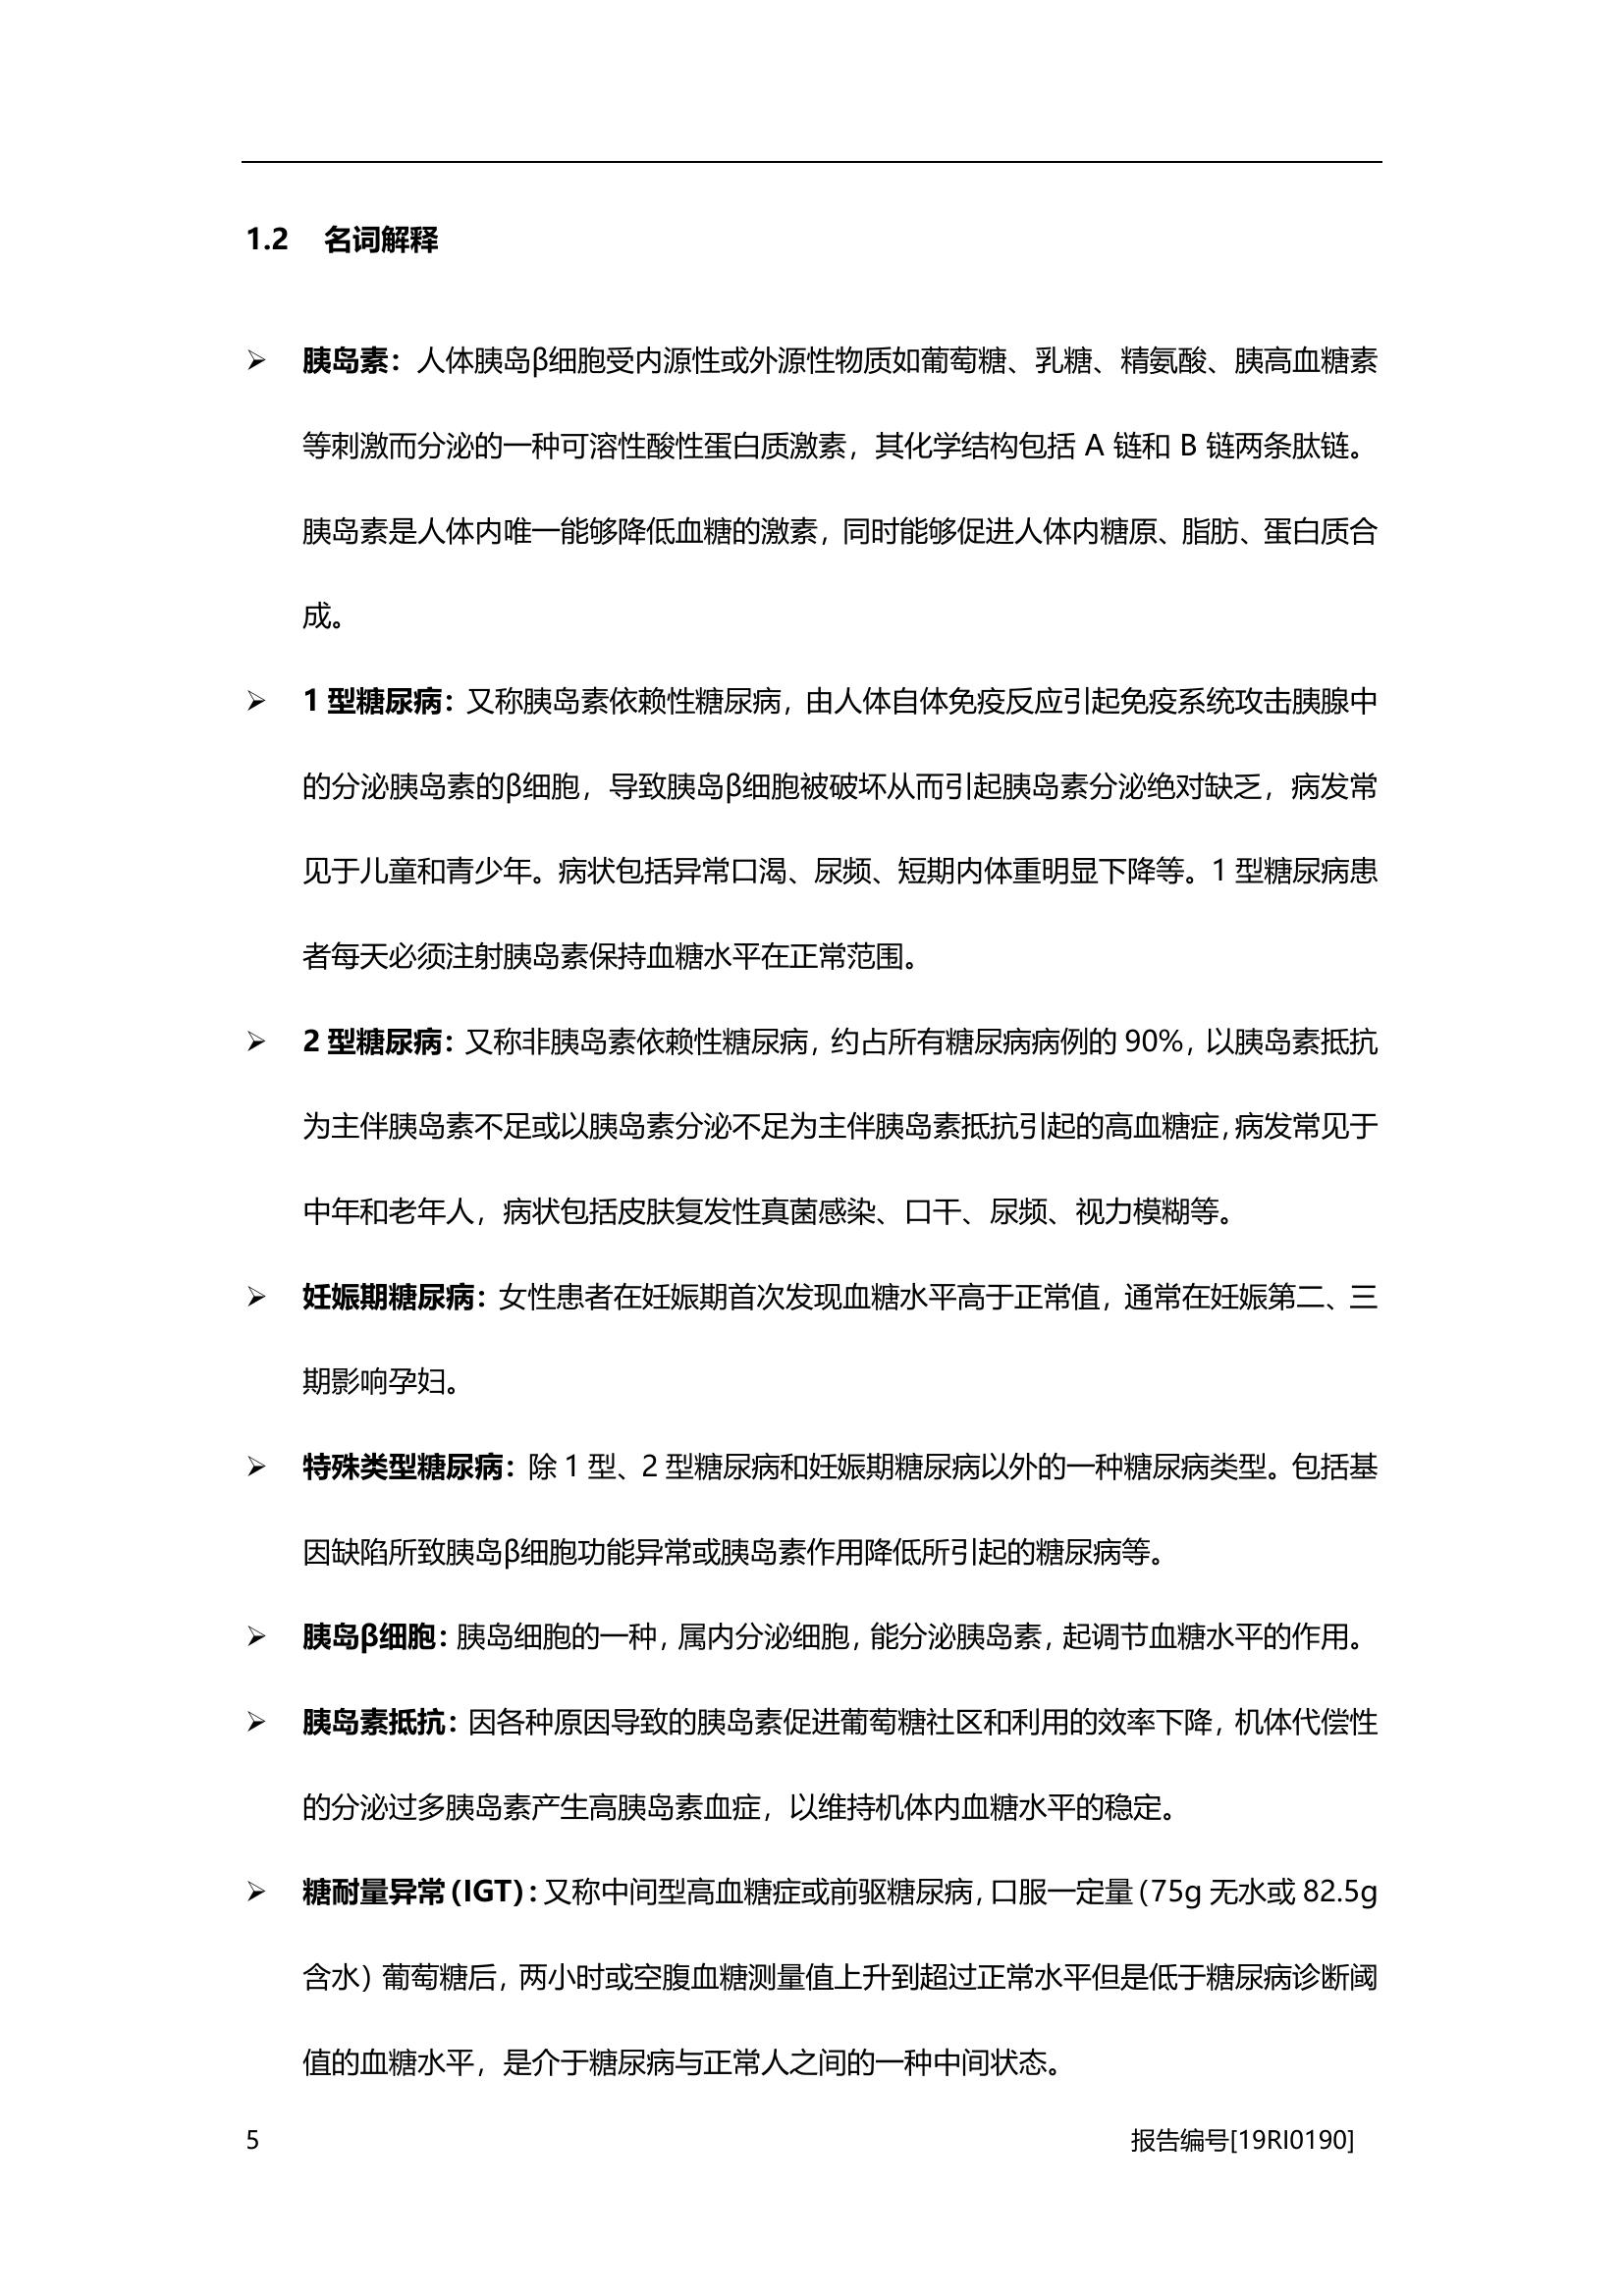 1.2 名词解释
➢ 胰岛素：人体胰岛β细胞受内源性或外源性物质如葡萄糖、乳糖、精氨酸、胰高血糖素
等刺激而分泌的一种可溶性酸性蛋白质激素，其化学结构包括 A 链和 B 链两条肽链。
胰岛素是人体内唯一能够降低血糖的激素，同时能够促进人体内糖原、脂肪、蛋白质合
成。
➢ 1 型糖尿病：又称胰岛素依赖性糖尿病，由人体自体免疫反应引起免疫系统攻击胰腺中
的分泌胰岛素的β细胞，导致胰岛β细胞被破坏从而引起胰岛素分泌绝对缺乏，病发常
见于儿童和青少年。病状包括异常口渴、尿频、短期内体重明显下降等。1 型糖尿病患
者每天必须注射胰岛素保持血糖水平在正常范围。
➢ 2 型糖尿病：又称非胰岛素依赖性糖尿病，约占所有糖尿病病例的 90%，以胰岛素抵抗
为主伴胰岛素不足或以胰岛素分泌不足为主伴胰岛素抵抗引起的高血糖症，病发常见于
中年和老年人，病状包括皮肤复发性真菌感染、口干、尿频、视力模糊等。
➢ 妊娠期糖尿病：女性患者在妊娠期首次发现血糖水平高于正常值，通常在妊娠第二、三
期影响孕妇。
➢ 特殊类型糖尿病：除 1 型、2 型糖尿病和妊娠期糖尿病以外的一种糖尿病类型。包括基
因缺陷所致胰岛β细胞功能异常或胰岛素作用降低所引起的糖尿病等。
➢ 胰岛β细胞：胰岛细胞的一种，属内分泌细胞，能分泌胰岛素，起调节血糖水平的作用。
➢ 胰岛素抵抗：因各种原因导致的胰岛素促进葡萄糖社区和利用的效率下降，机体代偿性
的分泌过多胰岛素产生高胰岛素血症，以维持机体内血糖水平的稳定。
➢ 糖耐量异常（IGT）：又称中间型高血糖症或前驱糖尿病，口服一定量（75g 无水或 82.5g
含水）葡萄糖后，两小时或空腹血糖测量值上升到超过正常水平但是低于糖尿病诊断阈
值的血糖水平，是介于糖尿病与正常人之间的一种中间状态。
5 报告编号[19RI0190]